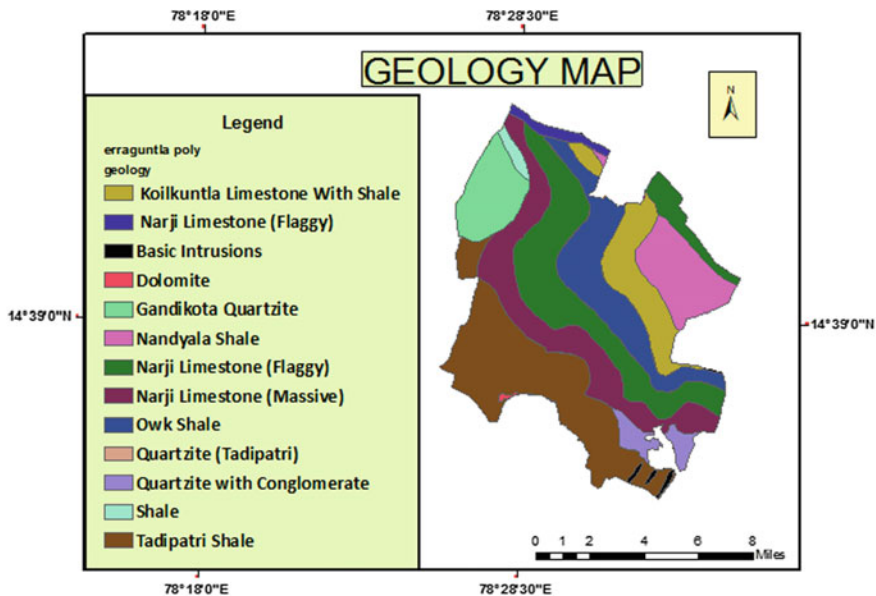 78°18'0"E
78°28'30"E
GEOLOGY MAP
N
Legend
erraguntla poly
geology
Koilkuntla Limestone With Shale
Narji Limestone (Flaggy)
Basic Intrusions
Dolomite
Gandikota Quartzite
Nandyala Shale
Narji Limestone (Flaggy)
Narji Limestone (Massive)
Owk Shale
Quartzite (Tadipatri)
Quartzite with Conglomerate
Shale
Tadipatri Shale
14°39'0"N
14°39'0"N
0 1 2 4 6 8
Miles
78°18'0"E
78°28'30"E